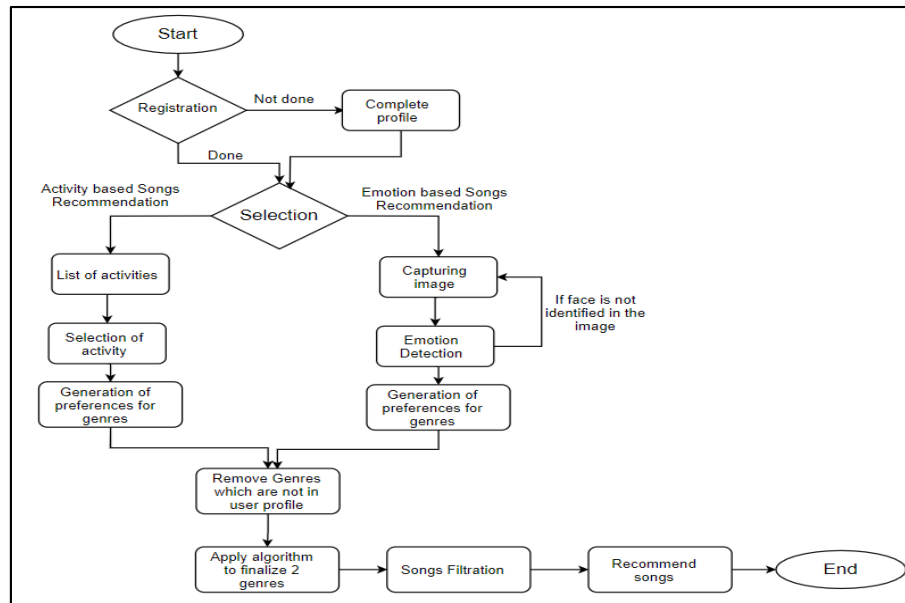 Start
Registration
Not done
Complete
profile
Done
Activity based Songs
Recommendation
Emotion based Songs
Recommendation
Selection
List of activities
Capturing
image
If face is not
identified in the
image
Selection of
activity
Emotion
Detection
Generation of
preferences for
genres
Generation of
preferences for
genres
Remove Genres
which are not in
user profile
Apply algorithm
to finalize 2
genres
Songs Filtration
Recommend
songs
End